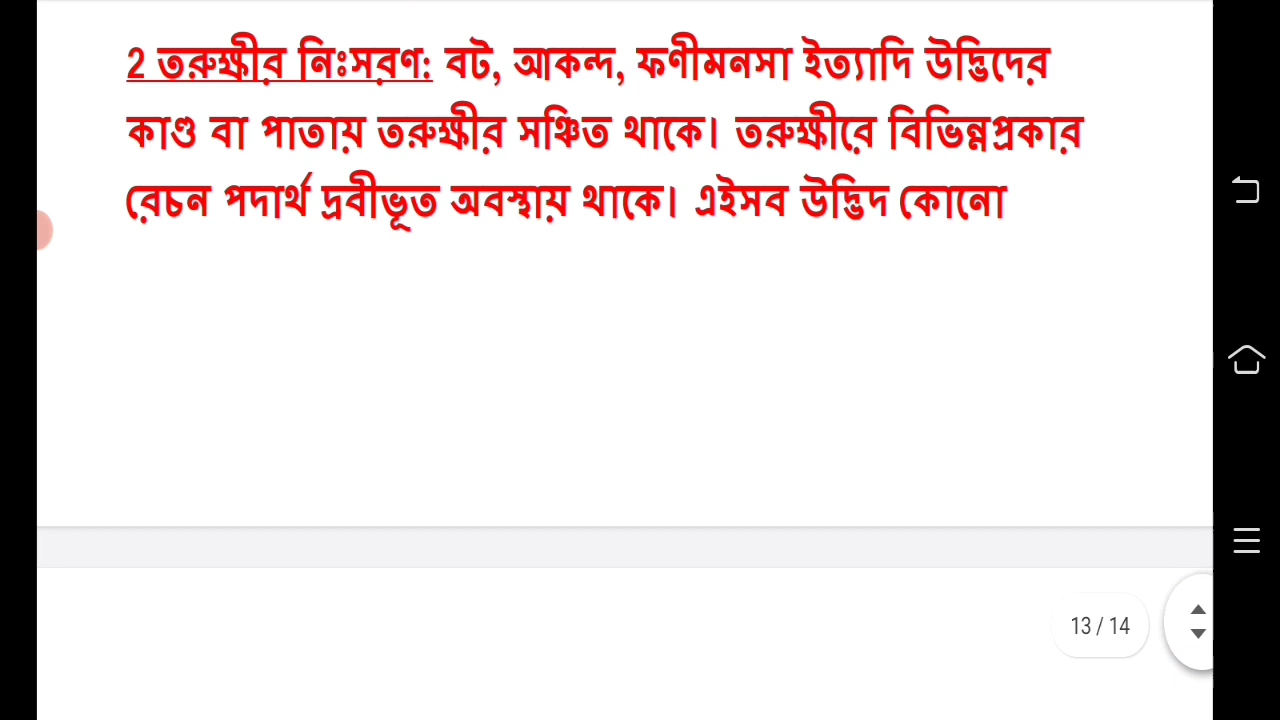 2 তরুক্ষীর নিঃসরণ: বট, আকন্দ, ফণীমনসা ইত্যাদি উদ্ভিদের
কাণ্ড বা পাতায় তরুক্ষীর সঞ্চিত থাকে। তরুক্ষীরে বিভিন্নপ্রকার
রেচন পদার্থ দ্রবীভূত অবস্থায় থাকে। এইসব উদ্ভিদ কোনো
13 / 14